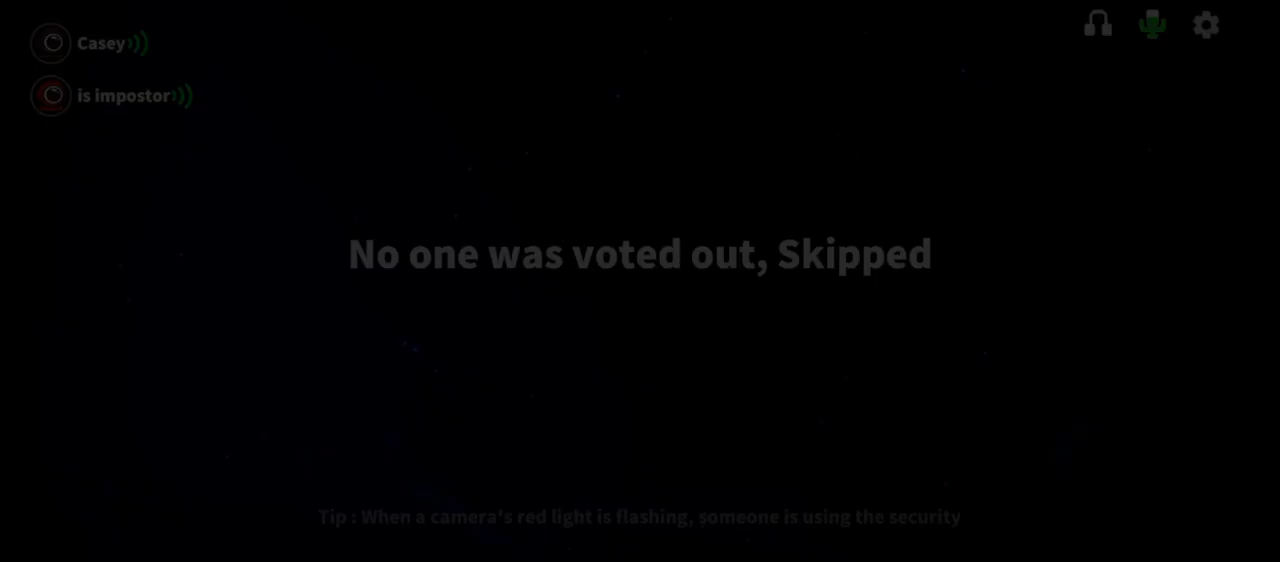 Casey
is impostor
No one was voted out, Skipped
Tip : When a camera's red light is flashing, someone is using the security